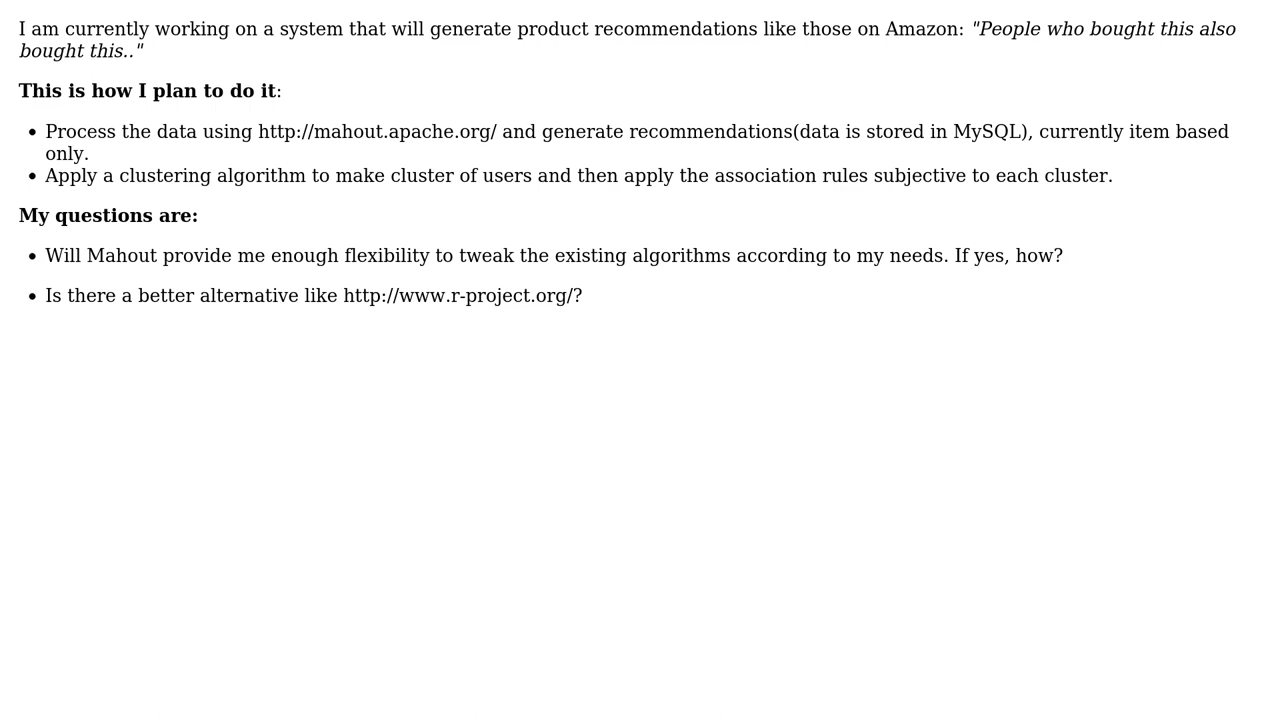 I am currently working on a system that will generate product recommendations like those on Amazon: "People who bought this also
bought this.."
This is how I plan to do it:
• Process the data using http://mahout.apache.org/ and generate recommendations(data is stored in MySQL), currently item based
only.
• Apply a clustering algorithm to make cluster of users and then apply the association rules subjective to each cluster.
My questions are:
• Will Mahout provide me enough flexibility to tweak the existing algorithms according to my needs. If yes, how?
• Is there a better alternative like http://www.r-project.org/?